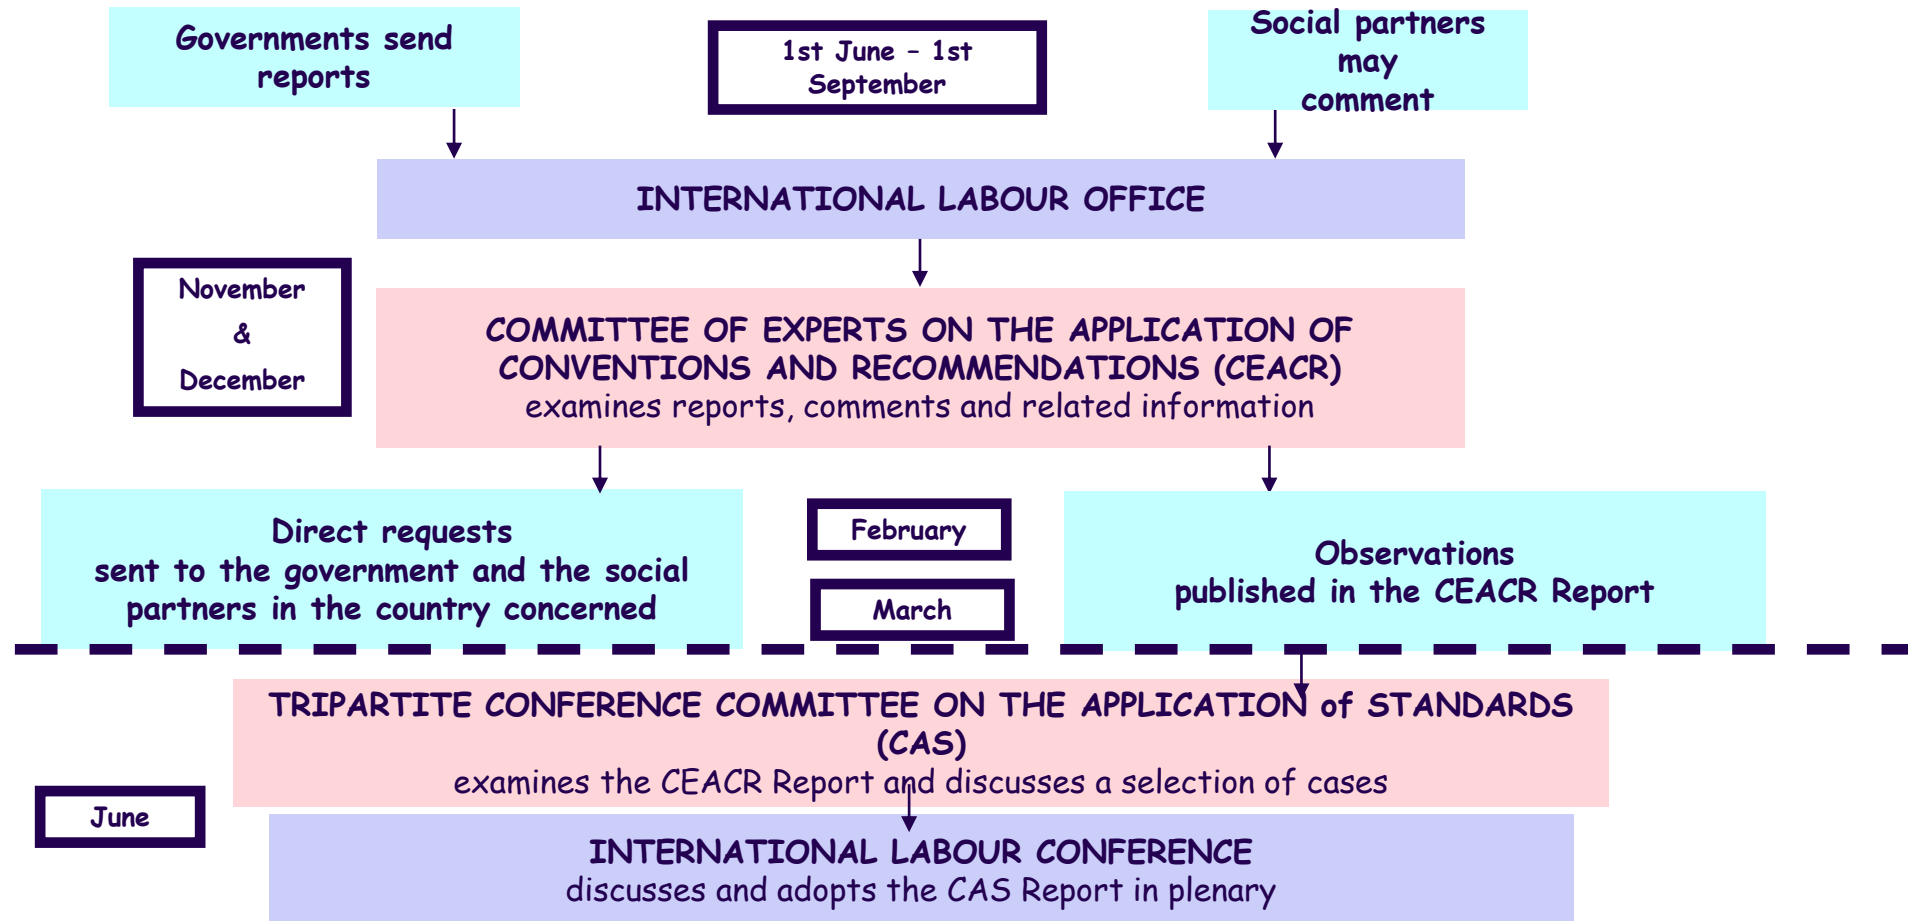 Governments send
reports
1st June – 1st
September
Social partners
may
comment
INTERNATIONAL LABOUR OFFICE
November
&
December
COMMITTEE OF EXPERTS ON THE APPLICATION OF
CONVENTIONS AND RECOMMENDATIONS (CEACR)
examines reports, comments and related information
Direct requests
sent to the government and the social
partners in the country concerned
February
March
Observations
published in the CEACR Report
TRIPARTITE CONFERENCE COMMITTEE ON THE APPLICATION of STANDARDS
(CAS)
examines the CEACR Report and discusses a selection of cases
June
INTERNATIONAL LABOUR CONFERENCE
discusses and adopts the CAS Report in plenary